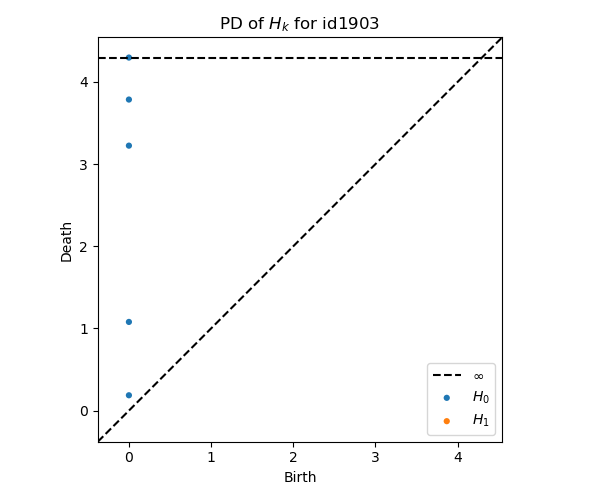 PD of $H_k$ for id1903
Death
4
3
2
1
0
0 1 2 3 4
Birth
∞
$H_0$
$H_1$